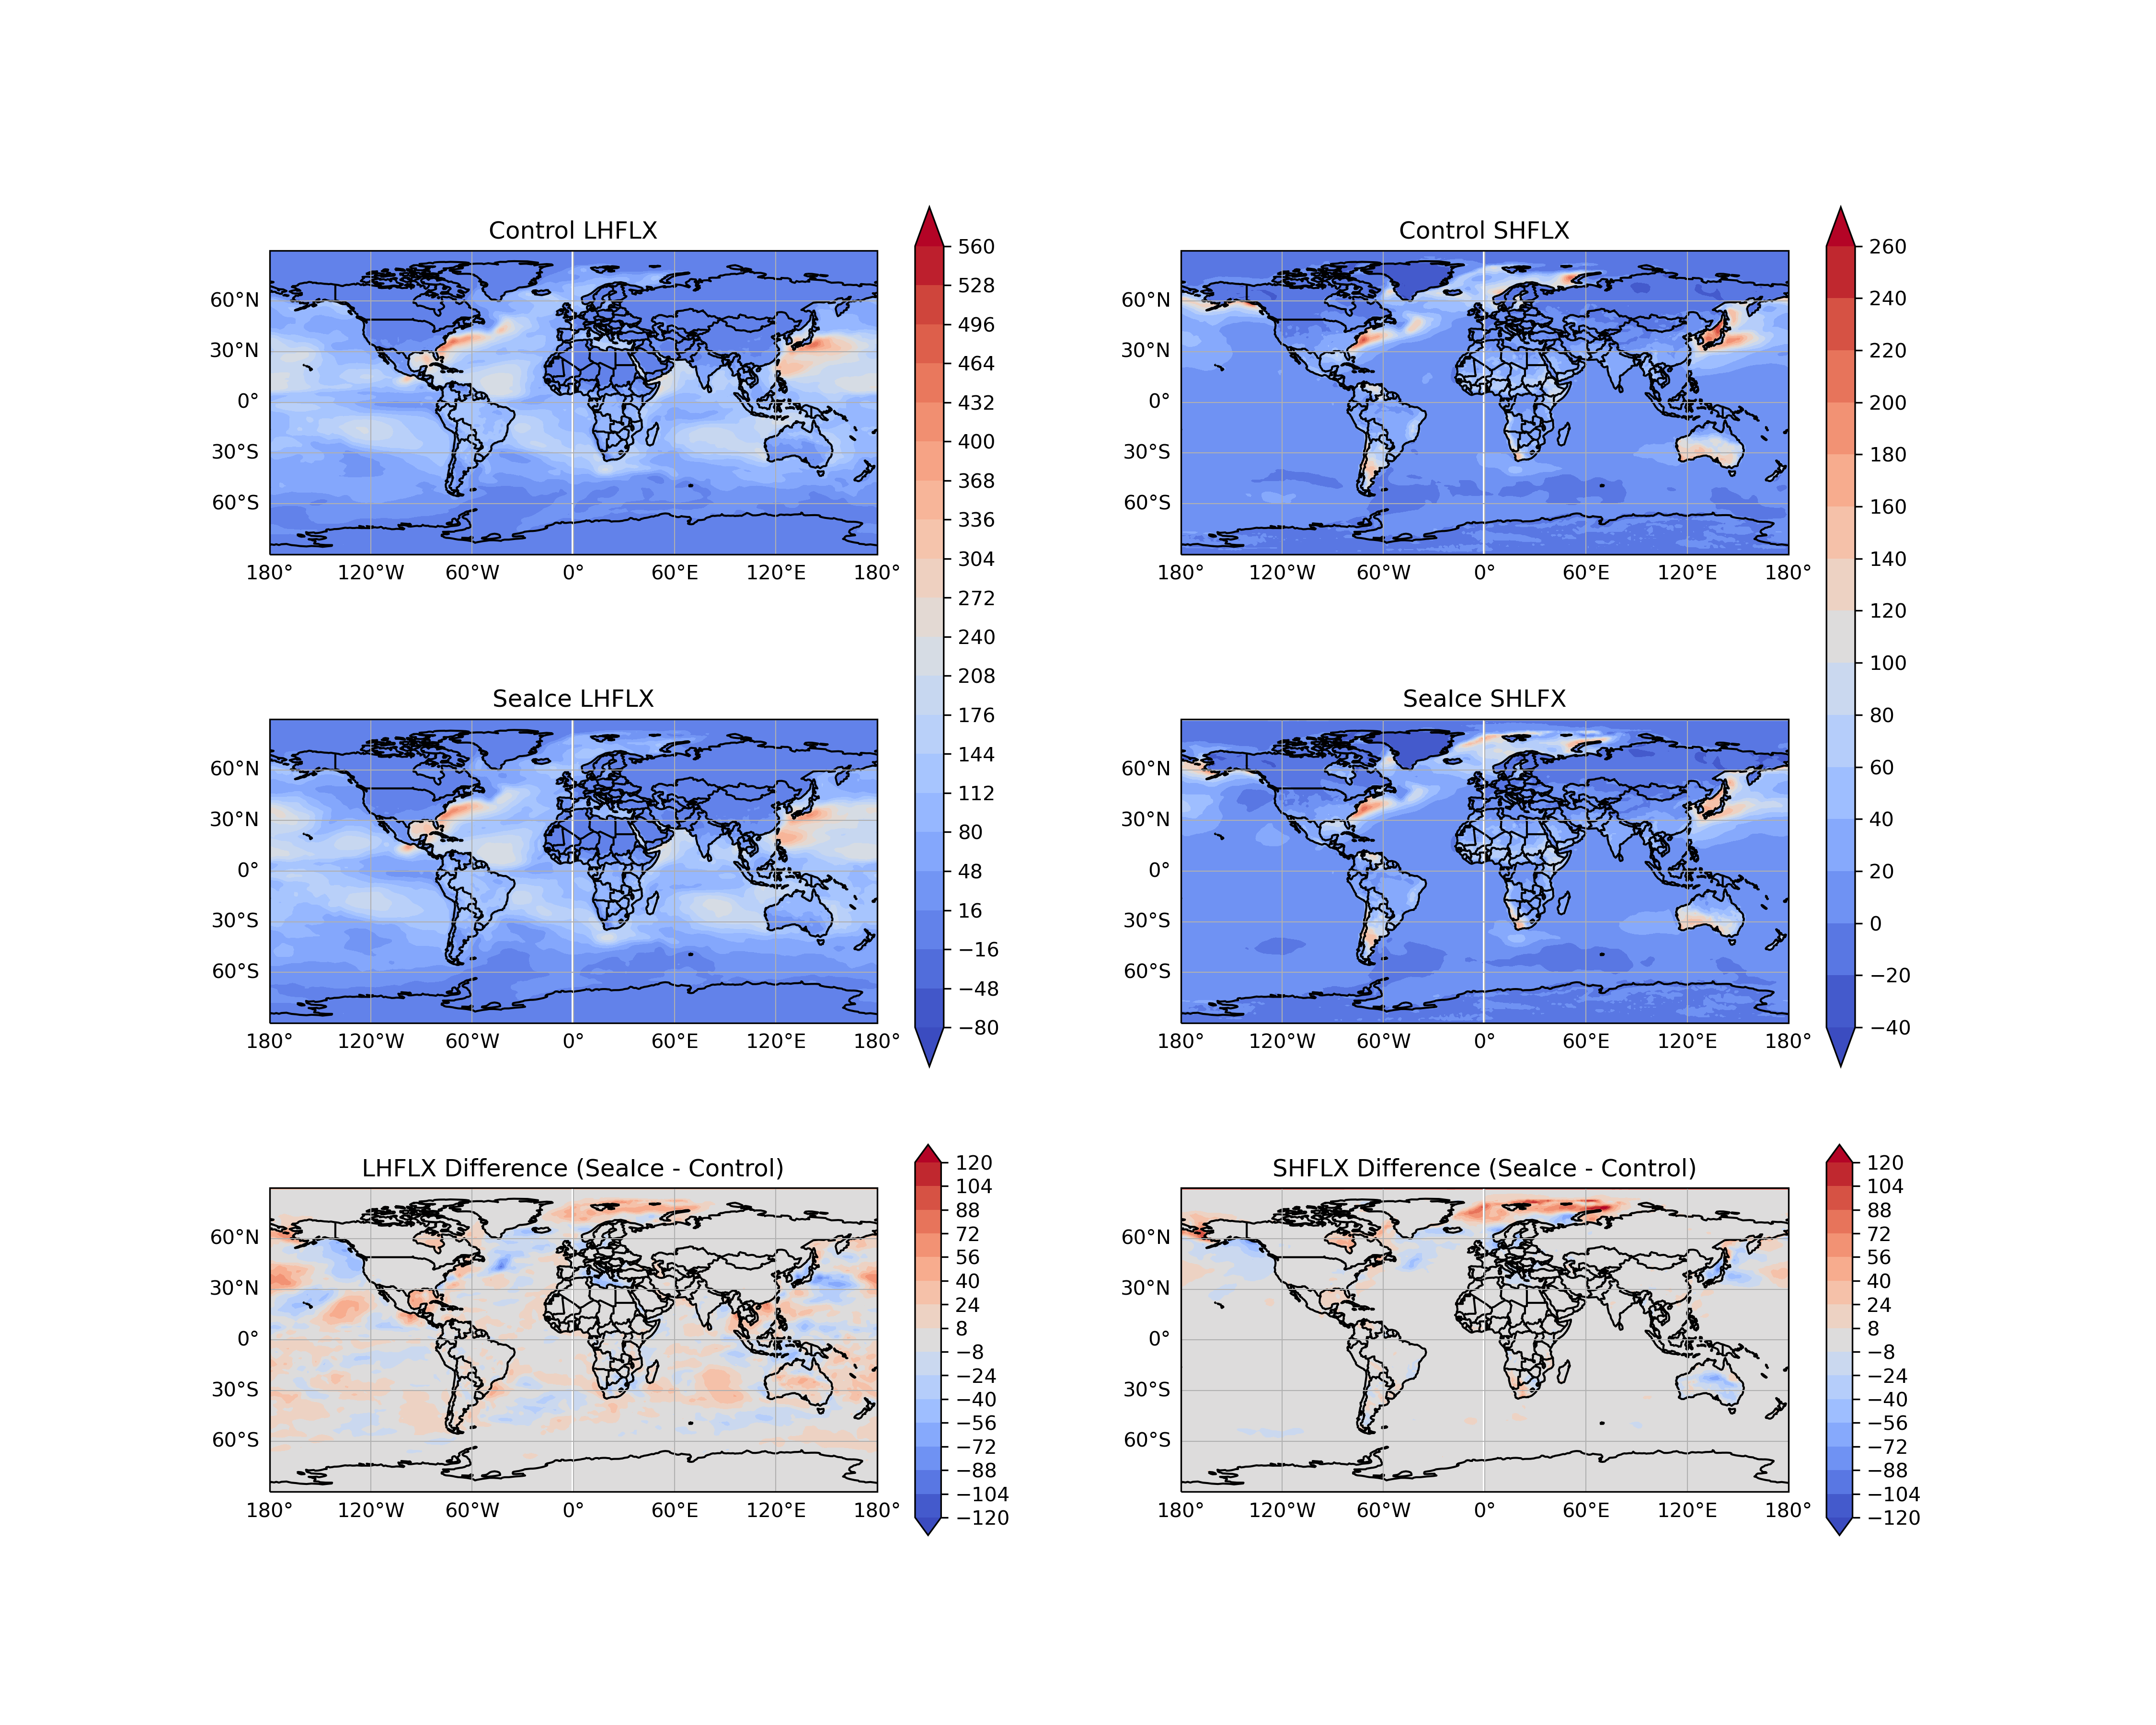 Control LHFLX
60°N
30°N
0°
30°S
60°S
180° 120°W 60°W 0° 60°E 120°E 180°
560
528
496
464
432
400
368
336
304
272
240
208
176
144
112
80
48
16
−16
−48
−80
Control SHFLX
60°N
30°N
0°
30°S
60°S
180° 120°W 60°W 0° 60°E 120°E 180°
260
240
220
200
180
160
140
120
100
80
60
40
20
0
−20
−40
SeaIce LHFLX
60°N
30°N
0°
30°S
60°S
180° 120°W 60°W 0° 60°E 120°E 180°
SeaIce SHLFX
60°N
30°N
0°
30°S
60°S
180° 120°W 60°W 0° 60°E 120°E 180°
LHFLX Difference (SeaIce - Control)
60°N
30°N
0°
30°S
60°S
180° 120°W 60°W 0° 60°E 120°E 180°
120
104
88
72
56
40
24
8
−8
−24
−40
−56
−72
−88
−104
−120
SHFLX Difference (SeaIce - Control)
60°N
30°N
0°
30°S
60°S
180° 120°W 60°W 0° 60°E 120°E 180°
120
104
88
72
56
40
24
8
−8
−24
−40
−56
−72
−88
−104
−120